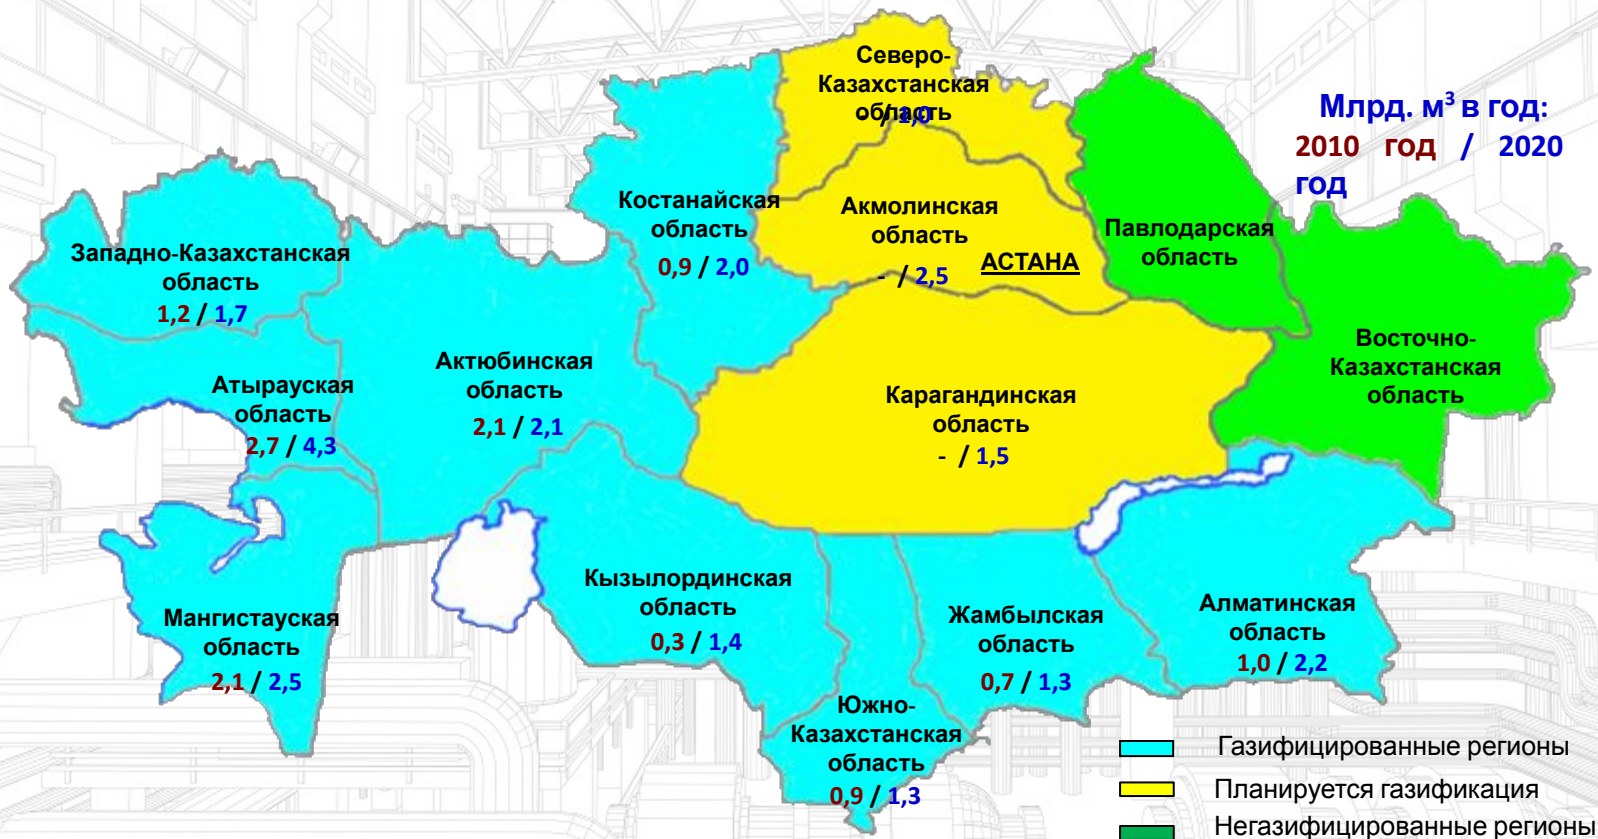 Северо-
Казахстанская
область
- / 1,0
Млрд. м³ в год:
2010 год / 2020
год
Костанайская
область
0,9 / 2,0
Акмолинская
область
- / 2,5
АСТАНА
Павлодарская
область
Западно-Казахстанская
область
1,2 / 1,7
Восточно-
Казахстанская
область
Актюбинская
область
2,1 / 2,1
Атырауская
область
2,7 / 4,3
Карагандинская
область
- / 1,5
Кызылординская
область
0,3 / 1,4
Мангистауская
область
2,1 / 2,5
Жамбылская
область
0,7 / 1,3
Алматинская
область
1,0 / 2,2
Южно-
Казахстанская
область
0,9 / 1,3
Газифицированные регионы
Планируется газификация
Негазифицированные регионы